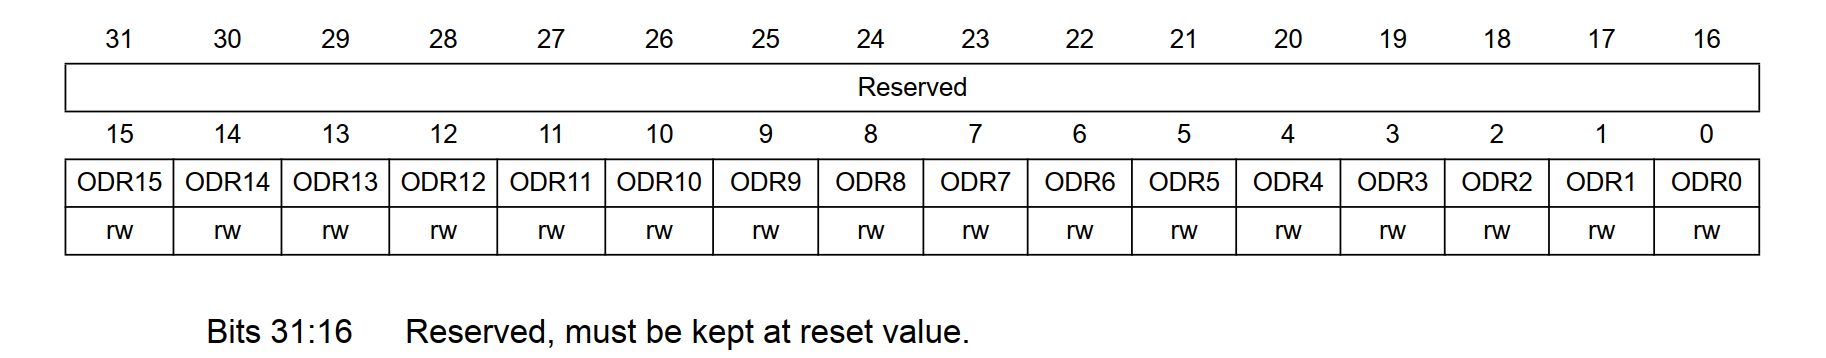 31 30 29 28 27 26 25 24 23 22 21 20 19 18 17 16
Reserved
15 14 13 12 11 10 9 8 7 6 5 4 3 2 1 0
ODR15 ODR14 ODR13 ODR12 ODR11 ODR10 ODR9 ODR8 ODR7 ODR6 ODR5 ODR4 ODR3 ODR2 ODR1 ODR0
rw rw rw rw rw rw rw rw rw rw rw rw rw rw rw rw
Bits 31:16 Reserved, must be kept at reset value.